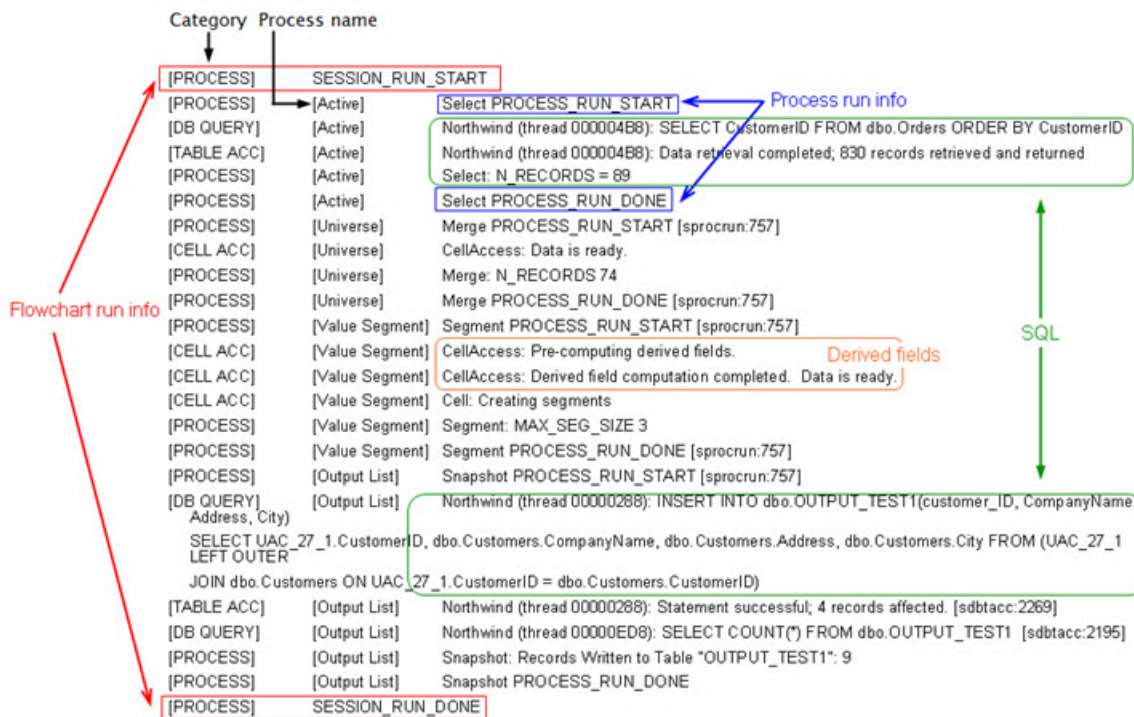 Category Process name
[PROCESS] SESSION_RUN_START
[PROCESS] [Active] Select PROCESS_RUN_START
Process run info
[DB QUERY] [Active] Northwind (thread 000004B8): SELECT CustomerID FROM dbo.Orders ORDER BY CustomerID
[TABLE ACC] [Active] Northwind (thread 000004B8): Data retrieval completed; 830 records retrieved and returned
[PROCESS] [Active] Select: N_RECORDS = 89
[PROCESS] [Active] Select PROCESS_RUN_DONE
[PROCESS] [Universe] Merge PROCESS_RUN_START [sprocrun:757]
[CELL ACC] [Universe] CellAccess: Data is ready.
[PROCESS] [Universe] Merge: N_RECORDS 74
[PROCESS] [Universe] Merge PROCESS_RUN_DONE [sprocrun:757]
Flowchart run info
[PROCESS] [Value Segment] Segment PROCESS_RUN_START [sprocrun:757]
SQL
[CELL ACC] [Value Segment] CellAccess: Pre-computing derived fields.
Derived fields
[CELL ACC] [Value Segment] CellAccess: Derived field computation completed. Data is ready.
[CELL ACC] [Value Segment] Cell: Creating segments
[PROCESS] [Value Segment] Segment: MAX_SEG_SIZE 3
[PROCESS] [Value Segment] Segment PROCESS_RUN_DONE [sprocrun:757]
[PROCESS] [Output List] Snapshot PROCESS_RUN_START [sprocrun:757]
[DB QUERY] [Output List] Northwind (thread 00000288): INSERT INTO dbo.OUTPUT_TEST1(customer_ID, CompanyName
Address, City)
SELECT UAC_27_1.CustomerID, dbo.Customers.CompanyName, dbo.Customers.Address, dbo.Customers.City FROM (UAC_27_1
LEFT OUTER
JOIN dbo.Customers ON UAC_27_1.CustomerID = dbo.Customers.CustomerID)
[TABLE ACC] [Output List] Northwind (thread 00000288): Statement successful; 4 records affected. [sdbtacc:2269]
[DB QUERY] [Output List] Northwind (thread 00000ED8): SELECT COUNT(*) FROM dbo.OUTPUT_TEST1 [sdbtacc:2195]
[PROCESS] [Output List] Snapshot: Records Written to Table "OUTPUT_TEST1": 9
[PROCESS] [Output List] Snapshot PROCESS_RUN_DONE
[PROCESS] SESSION_RUN_DONE